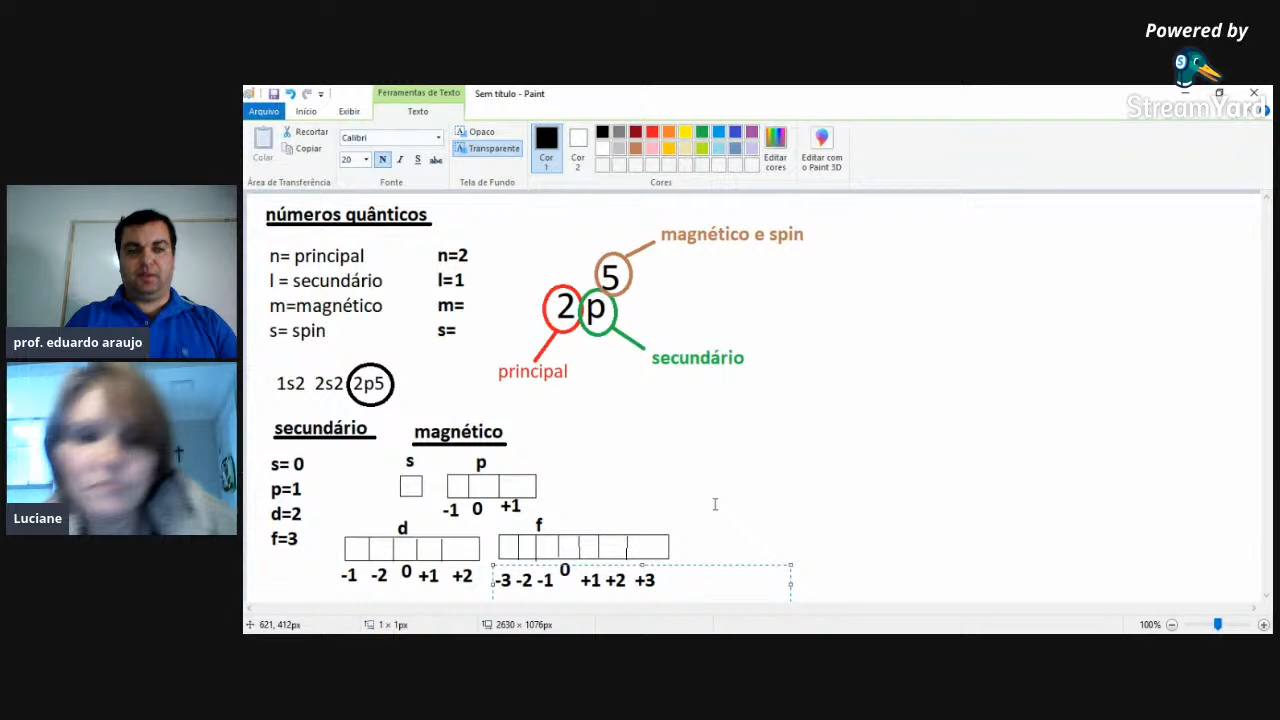 Powered by
StreamYard
Ferramentas de Texto
Sem título - Paint
Arquivo
Início
Exibir
Texto
Colar
Recortar
Copiar
Área de Transferência
Calibri
20
N
I
S
abc
Fonte
A Opaco
A Transparente
Tela de Fundo
Cor 1
Cor 2
Editar cores
Editar com o Paint 3D
Cores
prof. eduardo araujo
Luciane
números quânticos
n= principal
l = secundário
m=magnético
s= spin
n=2
l=1
m=
s=
magnético e spin
5
2 p
secundário
principal
1s2 2s2 2p5
secundário
s= 0
p=1
d=2
f=3
magnético
s
p
-1 0 +1
d
-1 -2 0 +1 +2
f
-3 -2 -1 0 +1 +2 +3
621, 412px
1 × 1px
2630 × 1076px
100%